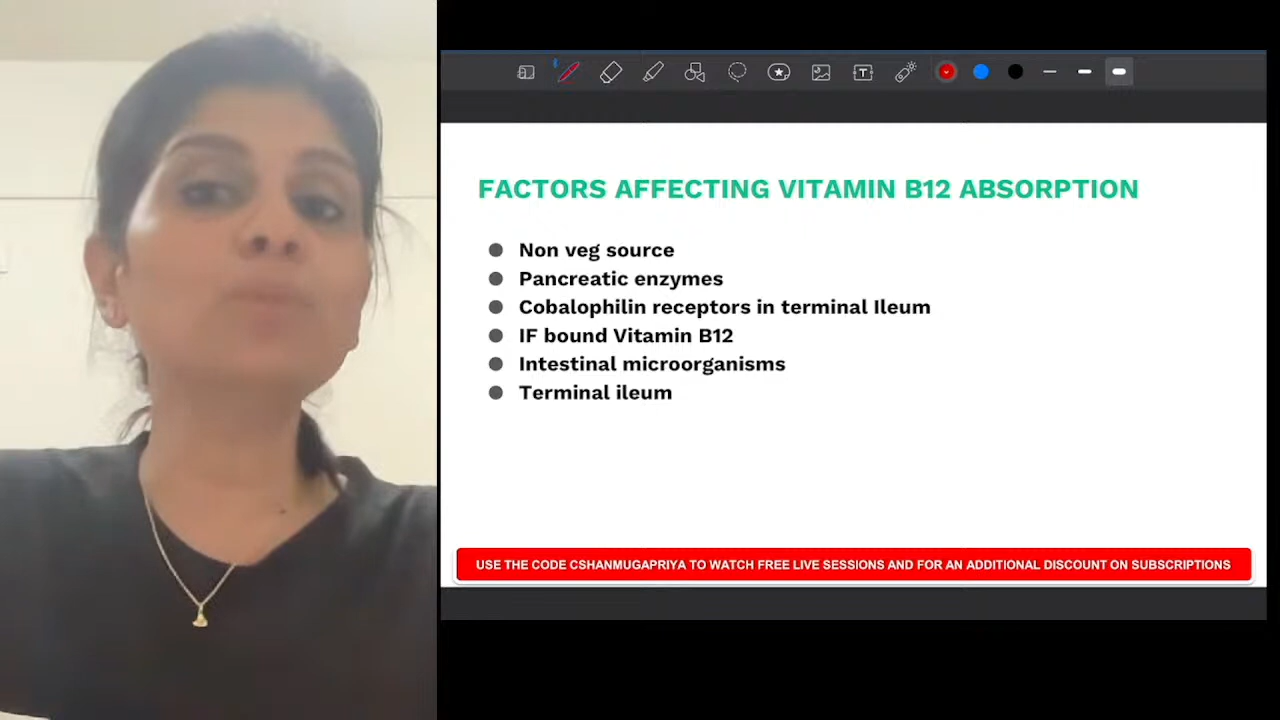 FACTORS AFFECTING VITAMIN B12 ABSORPTION
Non veg source
Pancreatic enzymes
Cobalophilin receptors in terminal Ileum
IF bound Vitamin B12
Intestinal microorganisms
Terminal ileum
USE THE CODE CSHANMUGAPRIYA TO WATCH FREE LIVE SESSIONS AND FOR AN ADDITIONAL DISCOUNT ON SUBSCRIPTIONS